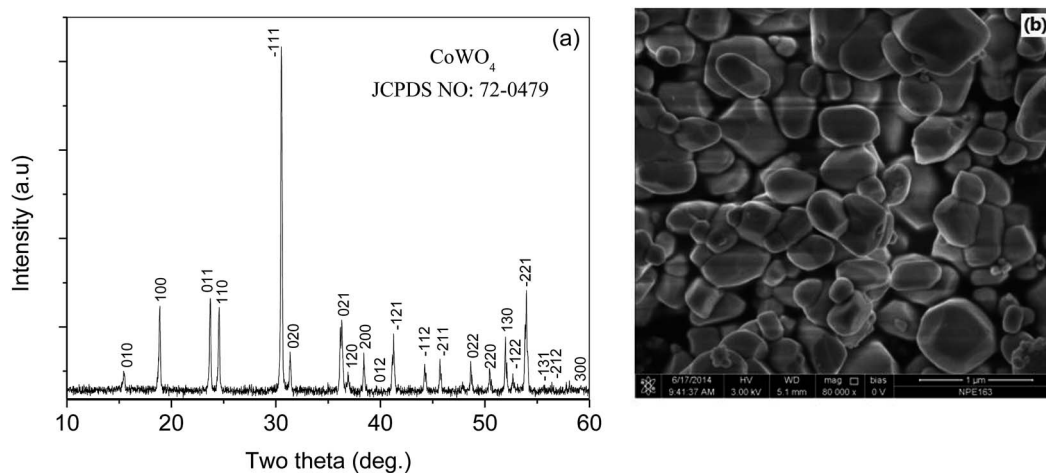 (a)
CoWO4
JCPDS NO: 72-0479
Intensity (a.u)
010
100
011
110
-111
020
021
120
200
012
-121
-112
-211
022
220
130
-122
-221
-131
-212
300
10 20 30 40 50 60
Two theta (deg.)
(b)
6/17/2014 HV WD mag bias 1 µm
9:41:37 AM 3.00 kV 5.1 mm 80 000 x 0 V NPE163